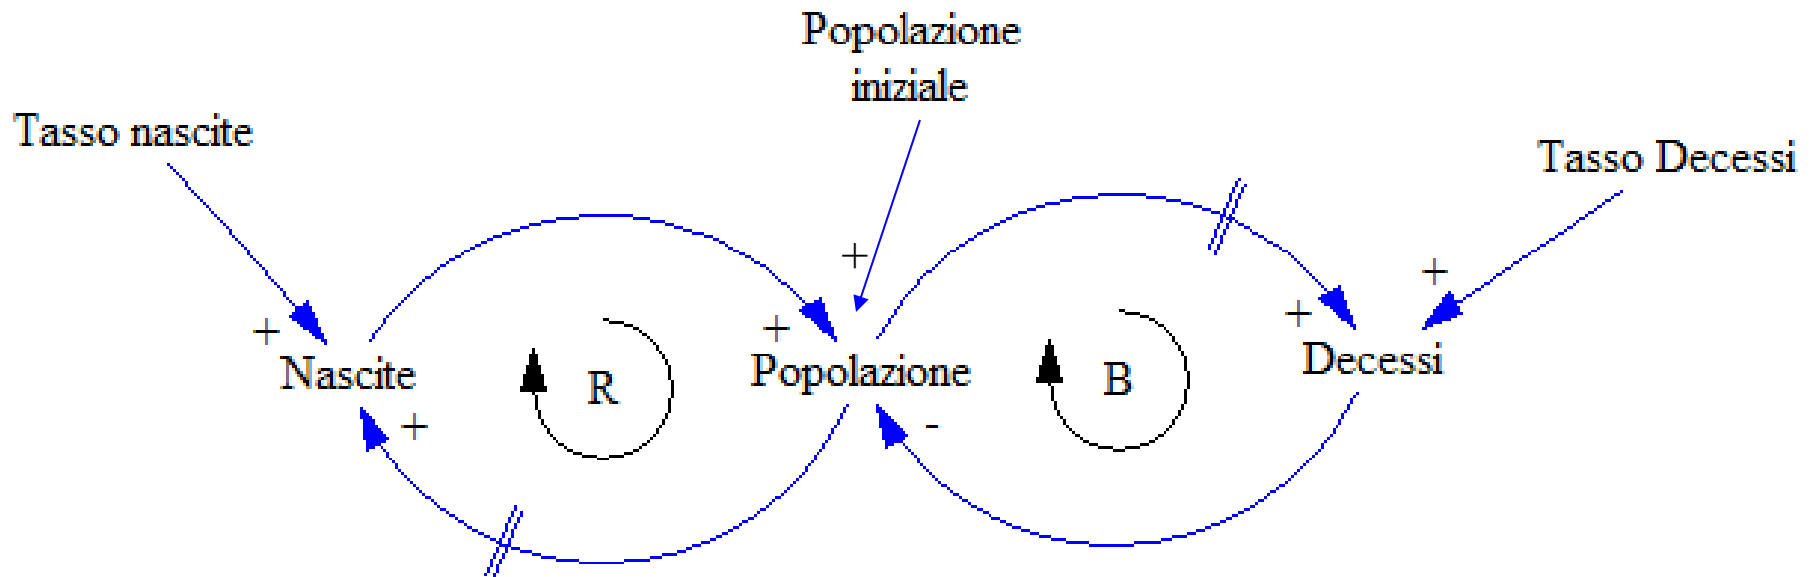 Popolazione
iniziale
Tasso nascite
Tasso Decessi
+
+
+
+
+
Nascite
R
Popolazione
B
Decessi
+
-